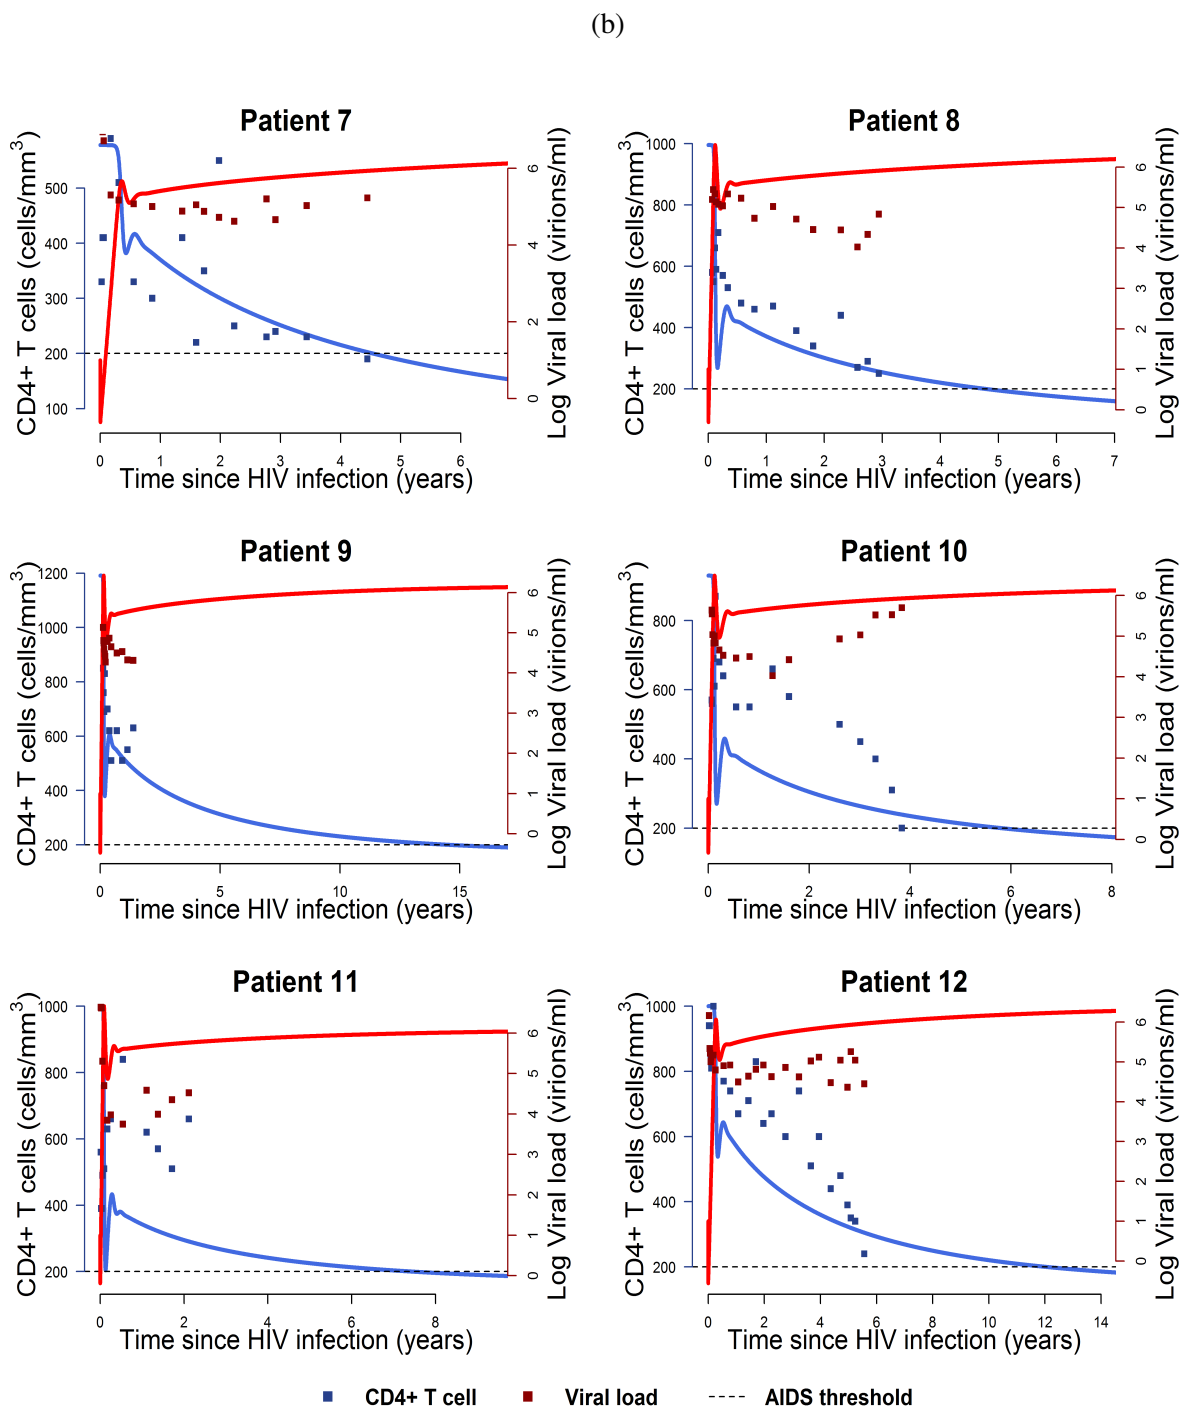 (b)
Patient 7
CD4+ T cells (cells/mm3)
500
400
300
200
100
6
4
2
0
Log Viral load (virions/ml)
0 1 2 3 4 5 6
Time since HIV infection (years)
Patient 8
CD4+ T cells (cells/mm3)
1000
800
600
400
200
6
5
4
3
2
1
0
Log Viral load (virions/ml)
0 1 2 3 4 5 6 7
Time since HIV infection (years)
Patient 9
CD4+ T cells (cells/mm3)
1200
1000
800
600
400
200
6
5
4
3
2
1
0
Log Viral load (virions/ml)
0 5 10 15
Time since HIV infection (years)
Patient 10
CD4+ T cells (cells/mm3)
800
600
400
200
6
5
4
3
2
1
0
Log Viral load (virions/ml)
0 2 4 6 8
Time since HIV infection (years)
Patient 11
CD4+ T cells (cells/mm3)
1000
800
600
400
200
6
5
4
3
2
1
0
Log Viral load (virions/ml)
0 2 4 6 8
Time since HIV infection (years)
Patient 12
CD4+ T cells (cells/mm3)
1000
800
600
400
200
6
5
4
3
2
1
0
Log Viral load (virions/ml)
0 2 4 6 8 10 12 14
Time since HIV infection (years)
CD4+ T cell Viral load AIDS threshold